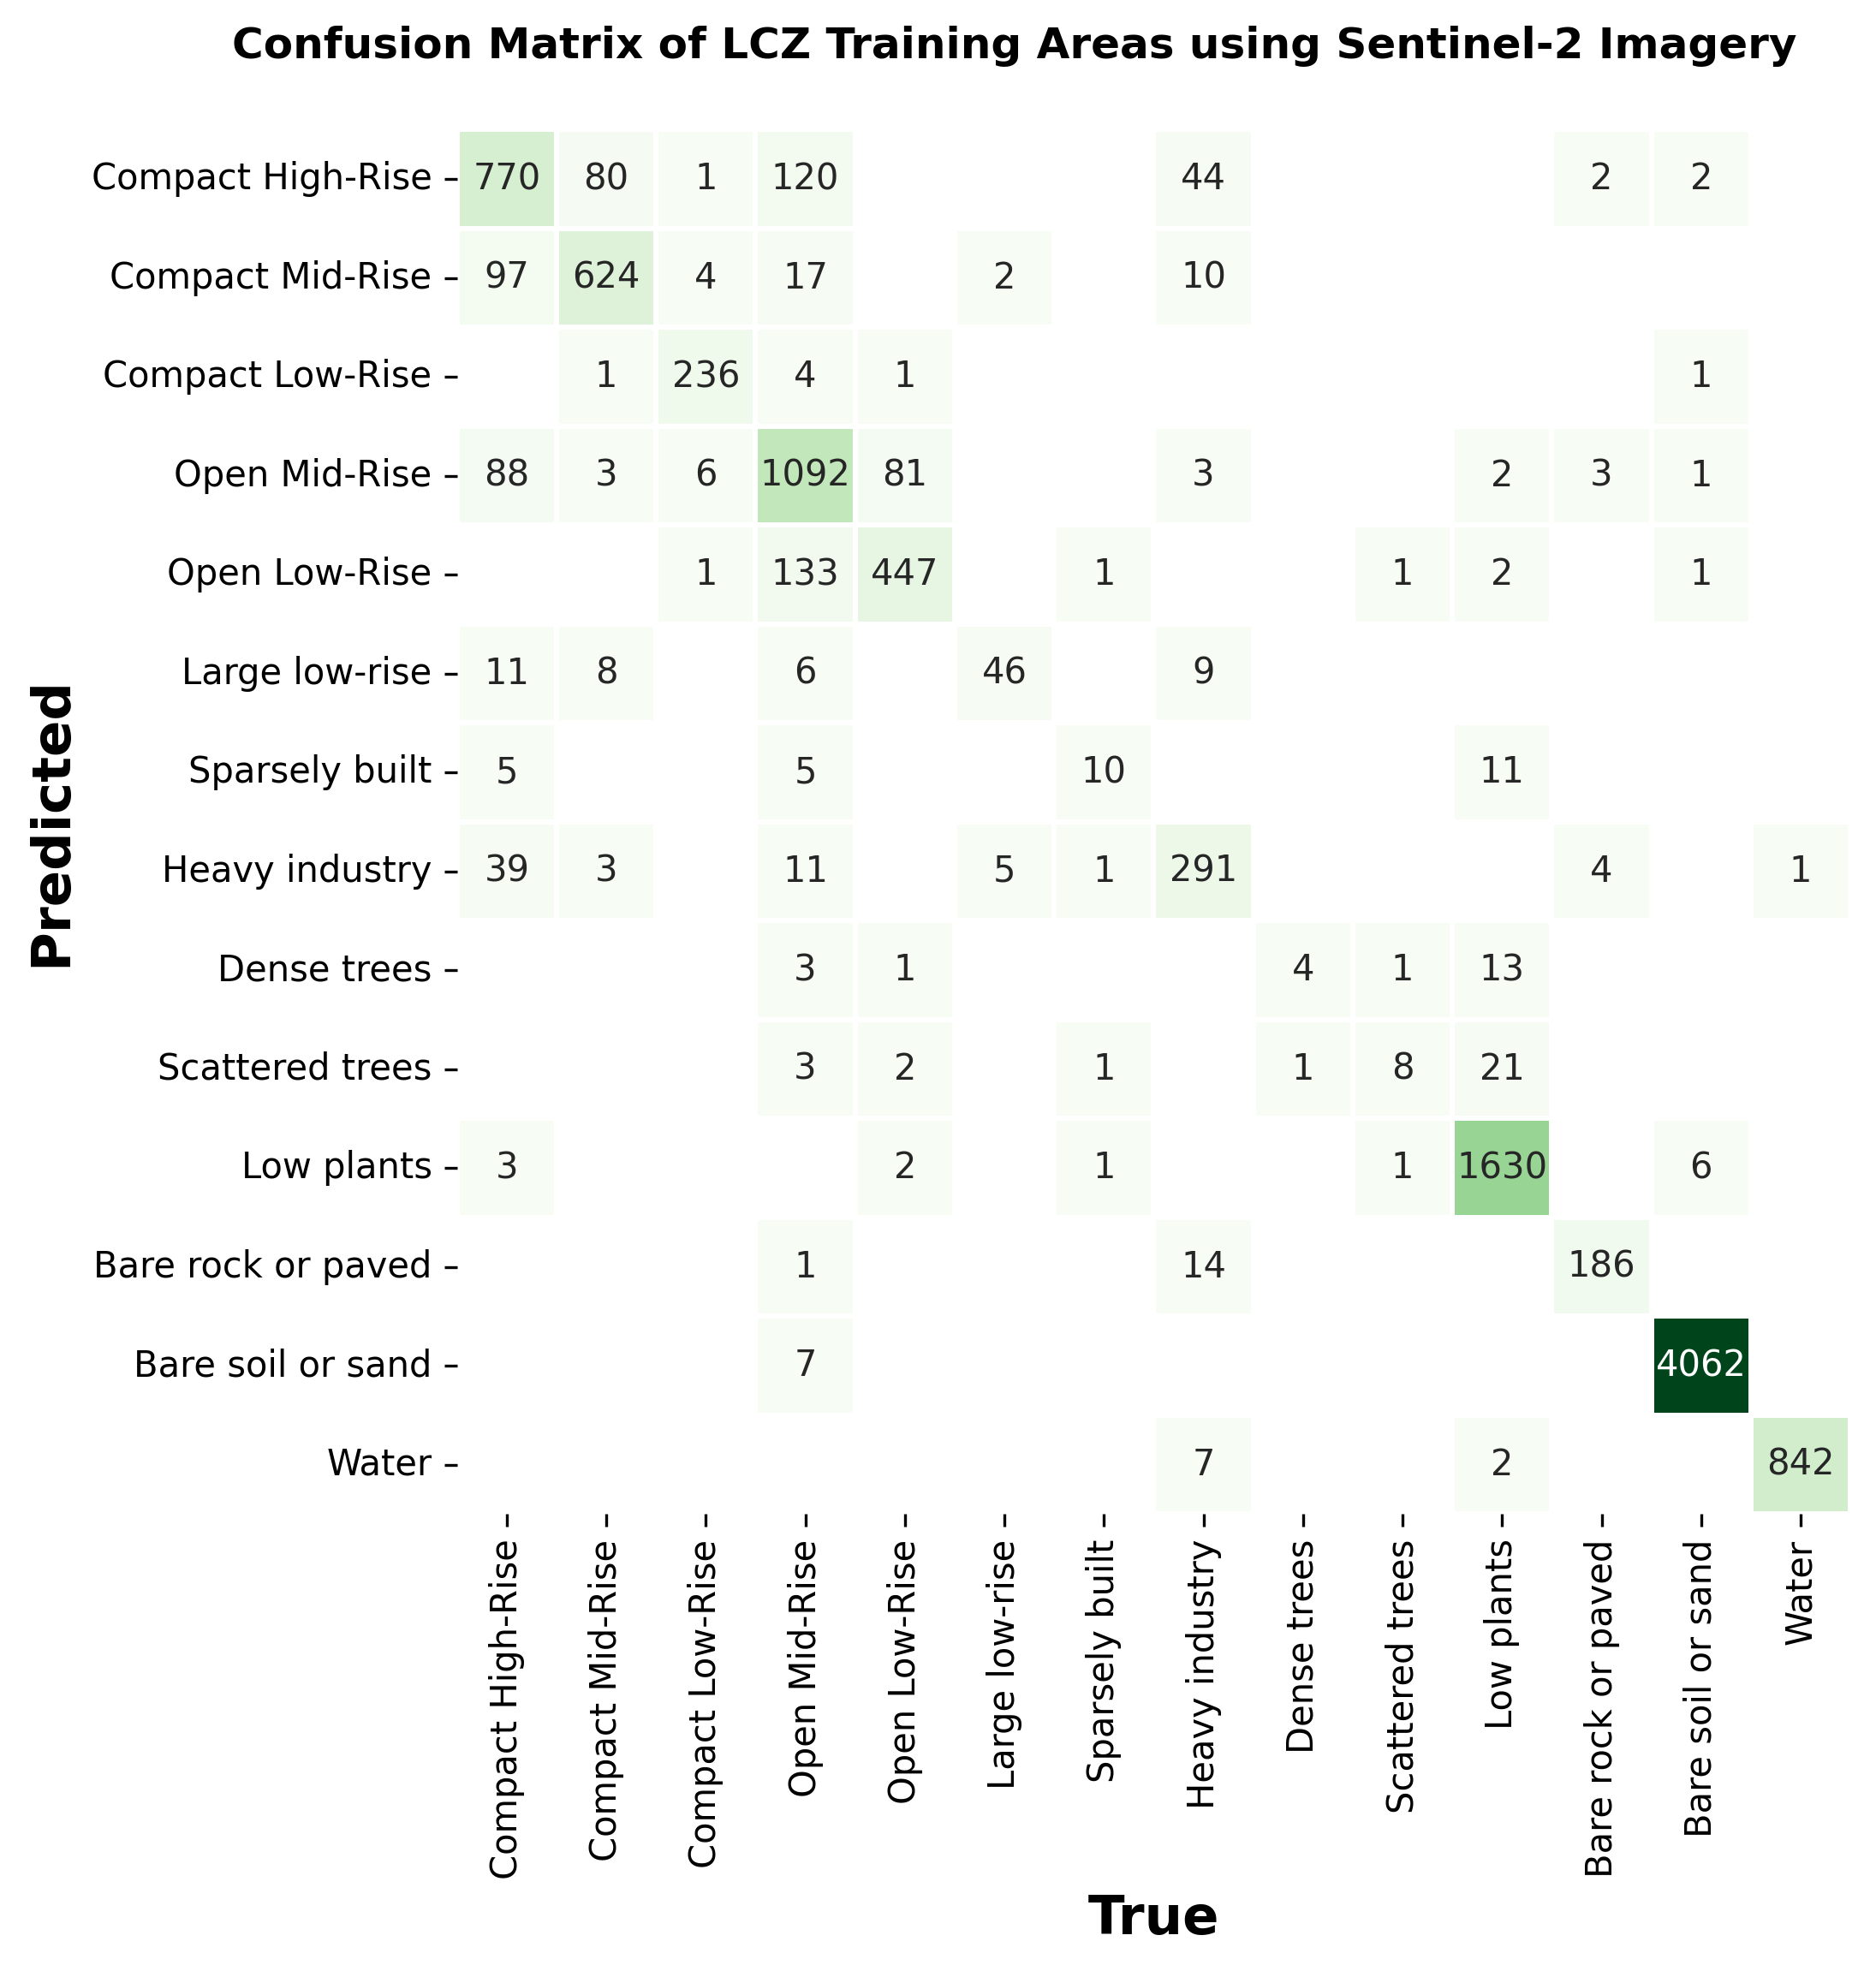 Confusion Matrix of LCZ Training Areas using Sentinel-2 Imagery
Predicted
Compact High-Rise 770 80 1 120 44 2 2
Compact Mid-Rise 97 624 4 17 2 10
Compact Low-Rise 1 236 4 1 1
Open Mid-Rise 88 3 6 1092 81 3 2 3 1
Open Low-Rise 1 133 447 1 1 2 1
Large low-rise 11 8 6 46 9
Sparsely built 5 5 10 11
Heavy industry 39 3 11 5 1 291 4 1
Dense trees 3 1 4 1 13
Scattered trees 3 2 1 1 8 21
Low plants 3 2 1 1 1630 6
Bare rock or paved 1 14 186
Bare soil or sand 7 4062
Water 7 2 842
Compact High-Rise
Compact Mid-Rise
Compact Low-Rise
Open Mid-Rise
Open Low-Rise
Large low-rise
Sparsely built
Heavy industry
Dense trees
Scattered trees
Low plants
Bare rock or paved
Bare soil or sand
Water
True